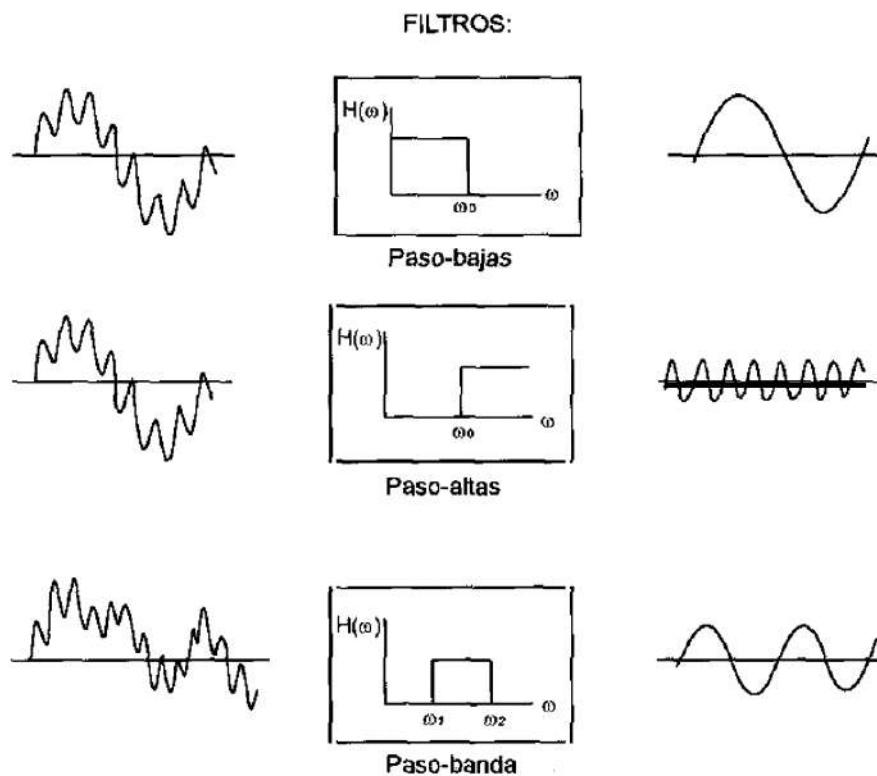 FILTROS:
H(ω)
ω₀ ω
Paso-bajas
H(ω)
ω₀ ω
Paso-altas
H(ω)
ω₁ ω₂ ω
Paso-banda